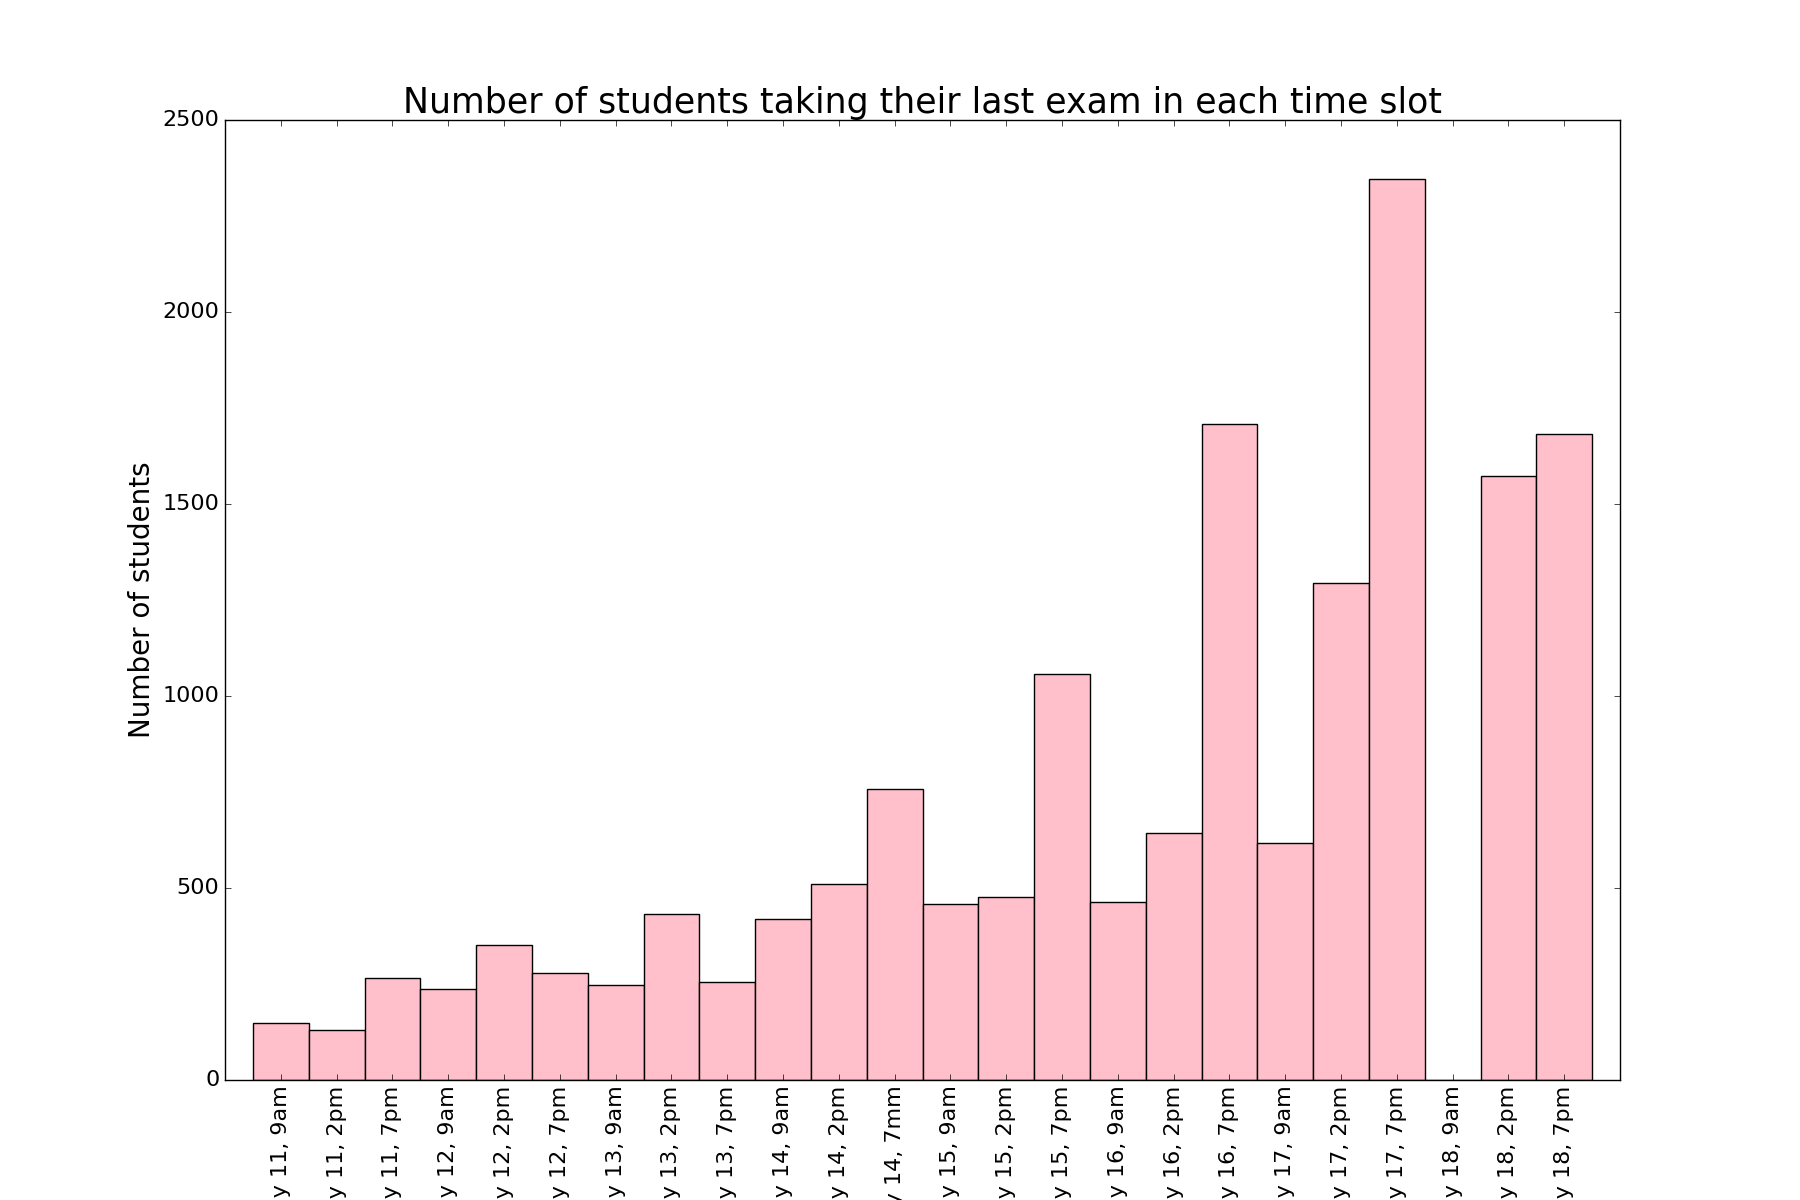 Number of students taking their last exam in each time slot
Number of students
2500
2000
1500
1000
500
0
y 11, 9am
y 11, 2pm
y 11, 7pm
y 12, 9am
y 12, 2pm
y 12, 7pm
y 13, 9am
y 13, 2pm
y 13, 7pm
y 14, 9am
y 14, 2pm
y 14, 7mm
y 15, 9am
y 15, 2pm
y 15, 7pm
y 16, 9am
y 16, 2pm
y 16, 7pm
y 17, 9am
y 17, 2pm
y 17, 7pm
y 18, 9am
y 18, 2pm
y 18, 7pm